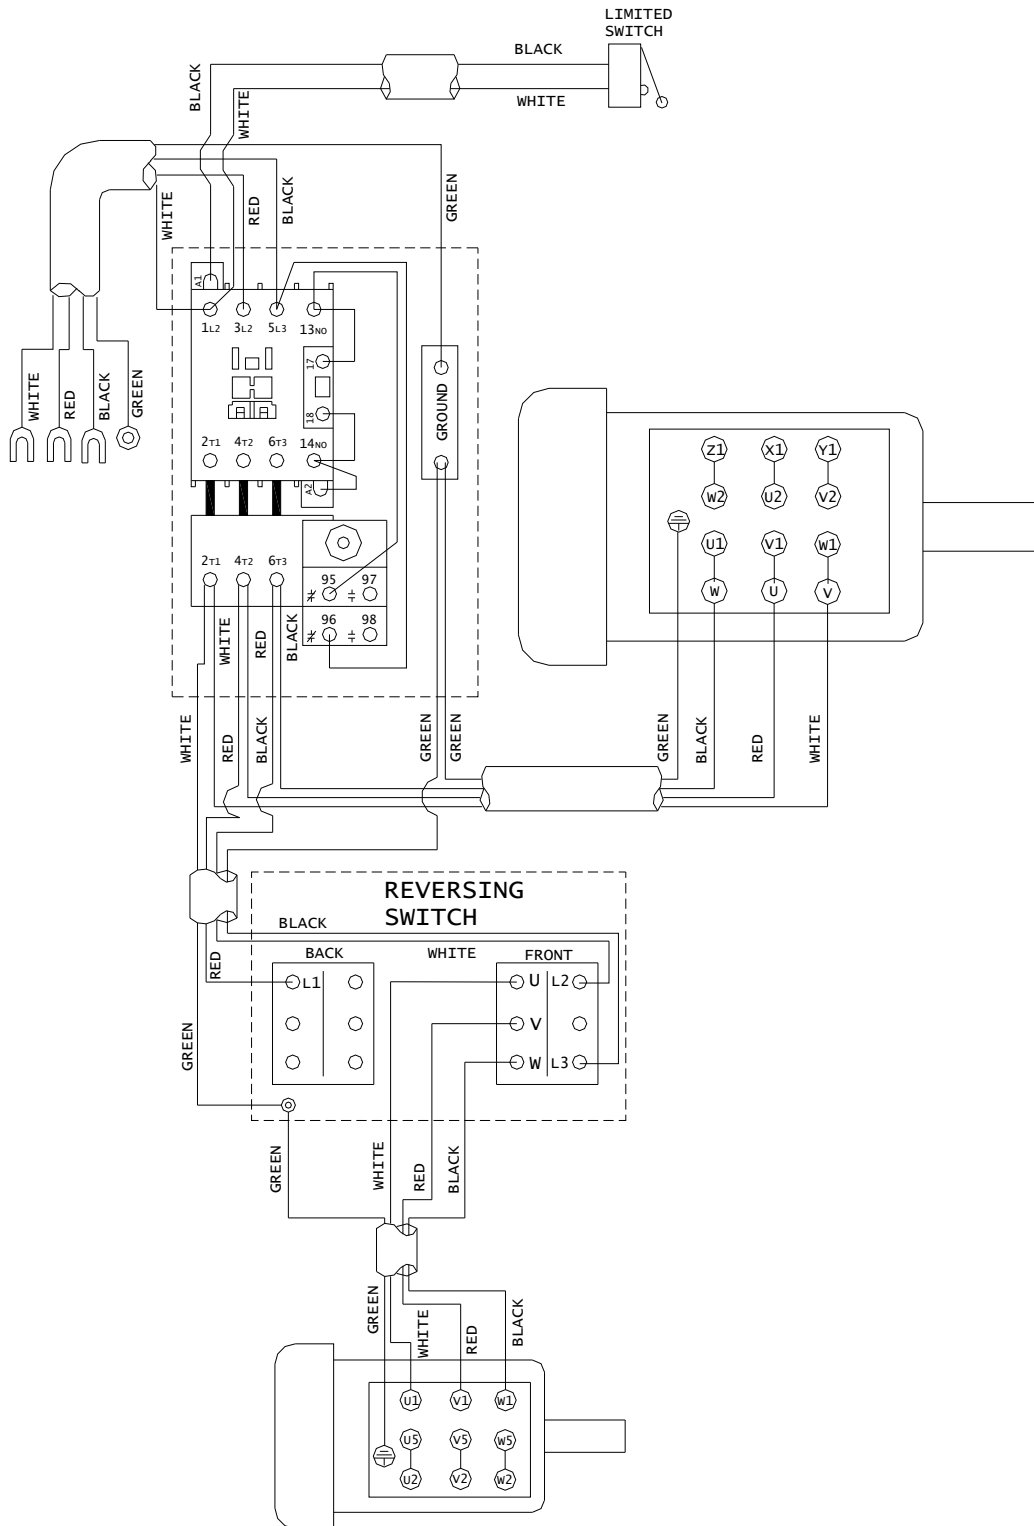 LIMITED
SWITCH
BLACK
WHITE
BLACK
WHITE
WHITE
RED
BLACK
GREEN
A1
1L2 3L2 5L3 13NO
17
18
2T1 4T2 6T3 14NO
A2
GROUND
WHITE
RED
BLACK
GREEN
2T1 4T2 6T3
95 97
96 98
WHITE
RED
BLACK
Z1 X1 Y1
W2 U2 V2
U1 V1 W1
W U V
WHITE
RED
BLACK
GREEN
GREEN
GREEN
BLACK
RED
WHITE
REVERSING
SWITCH
BLACK
WHITE
RED
BACK
FRONT
L1
U L2
V
W L3
GREEN
GREEN
WHITE
RED
BLACK
GREEN
WHITE
RED
BLACK
U1 V1 W1
U5 V5 W5
U2 V2 W2